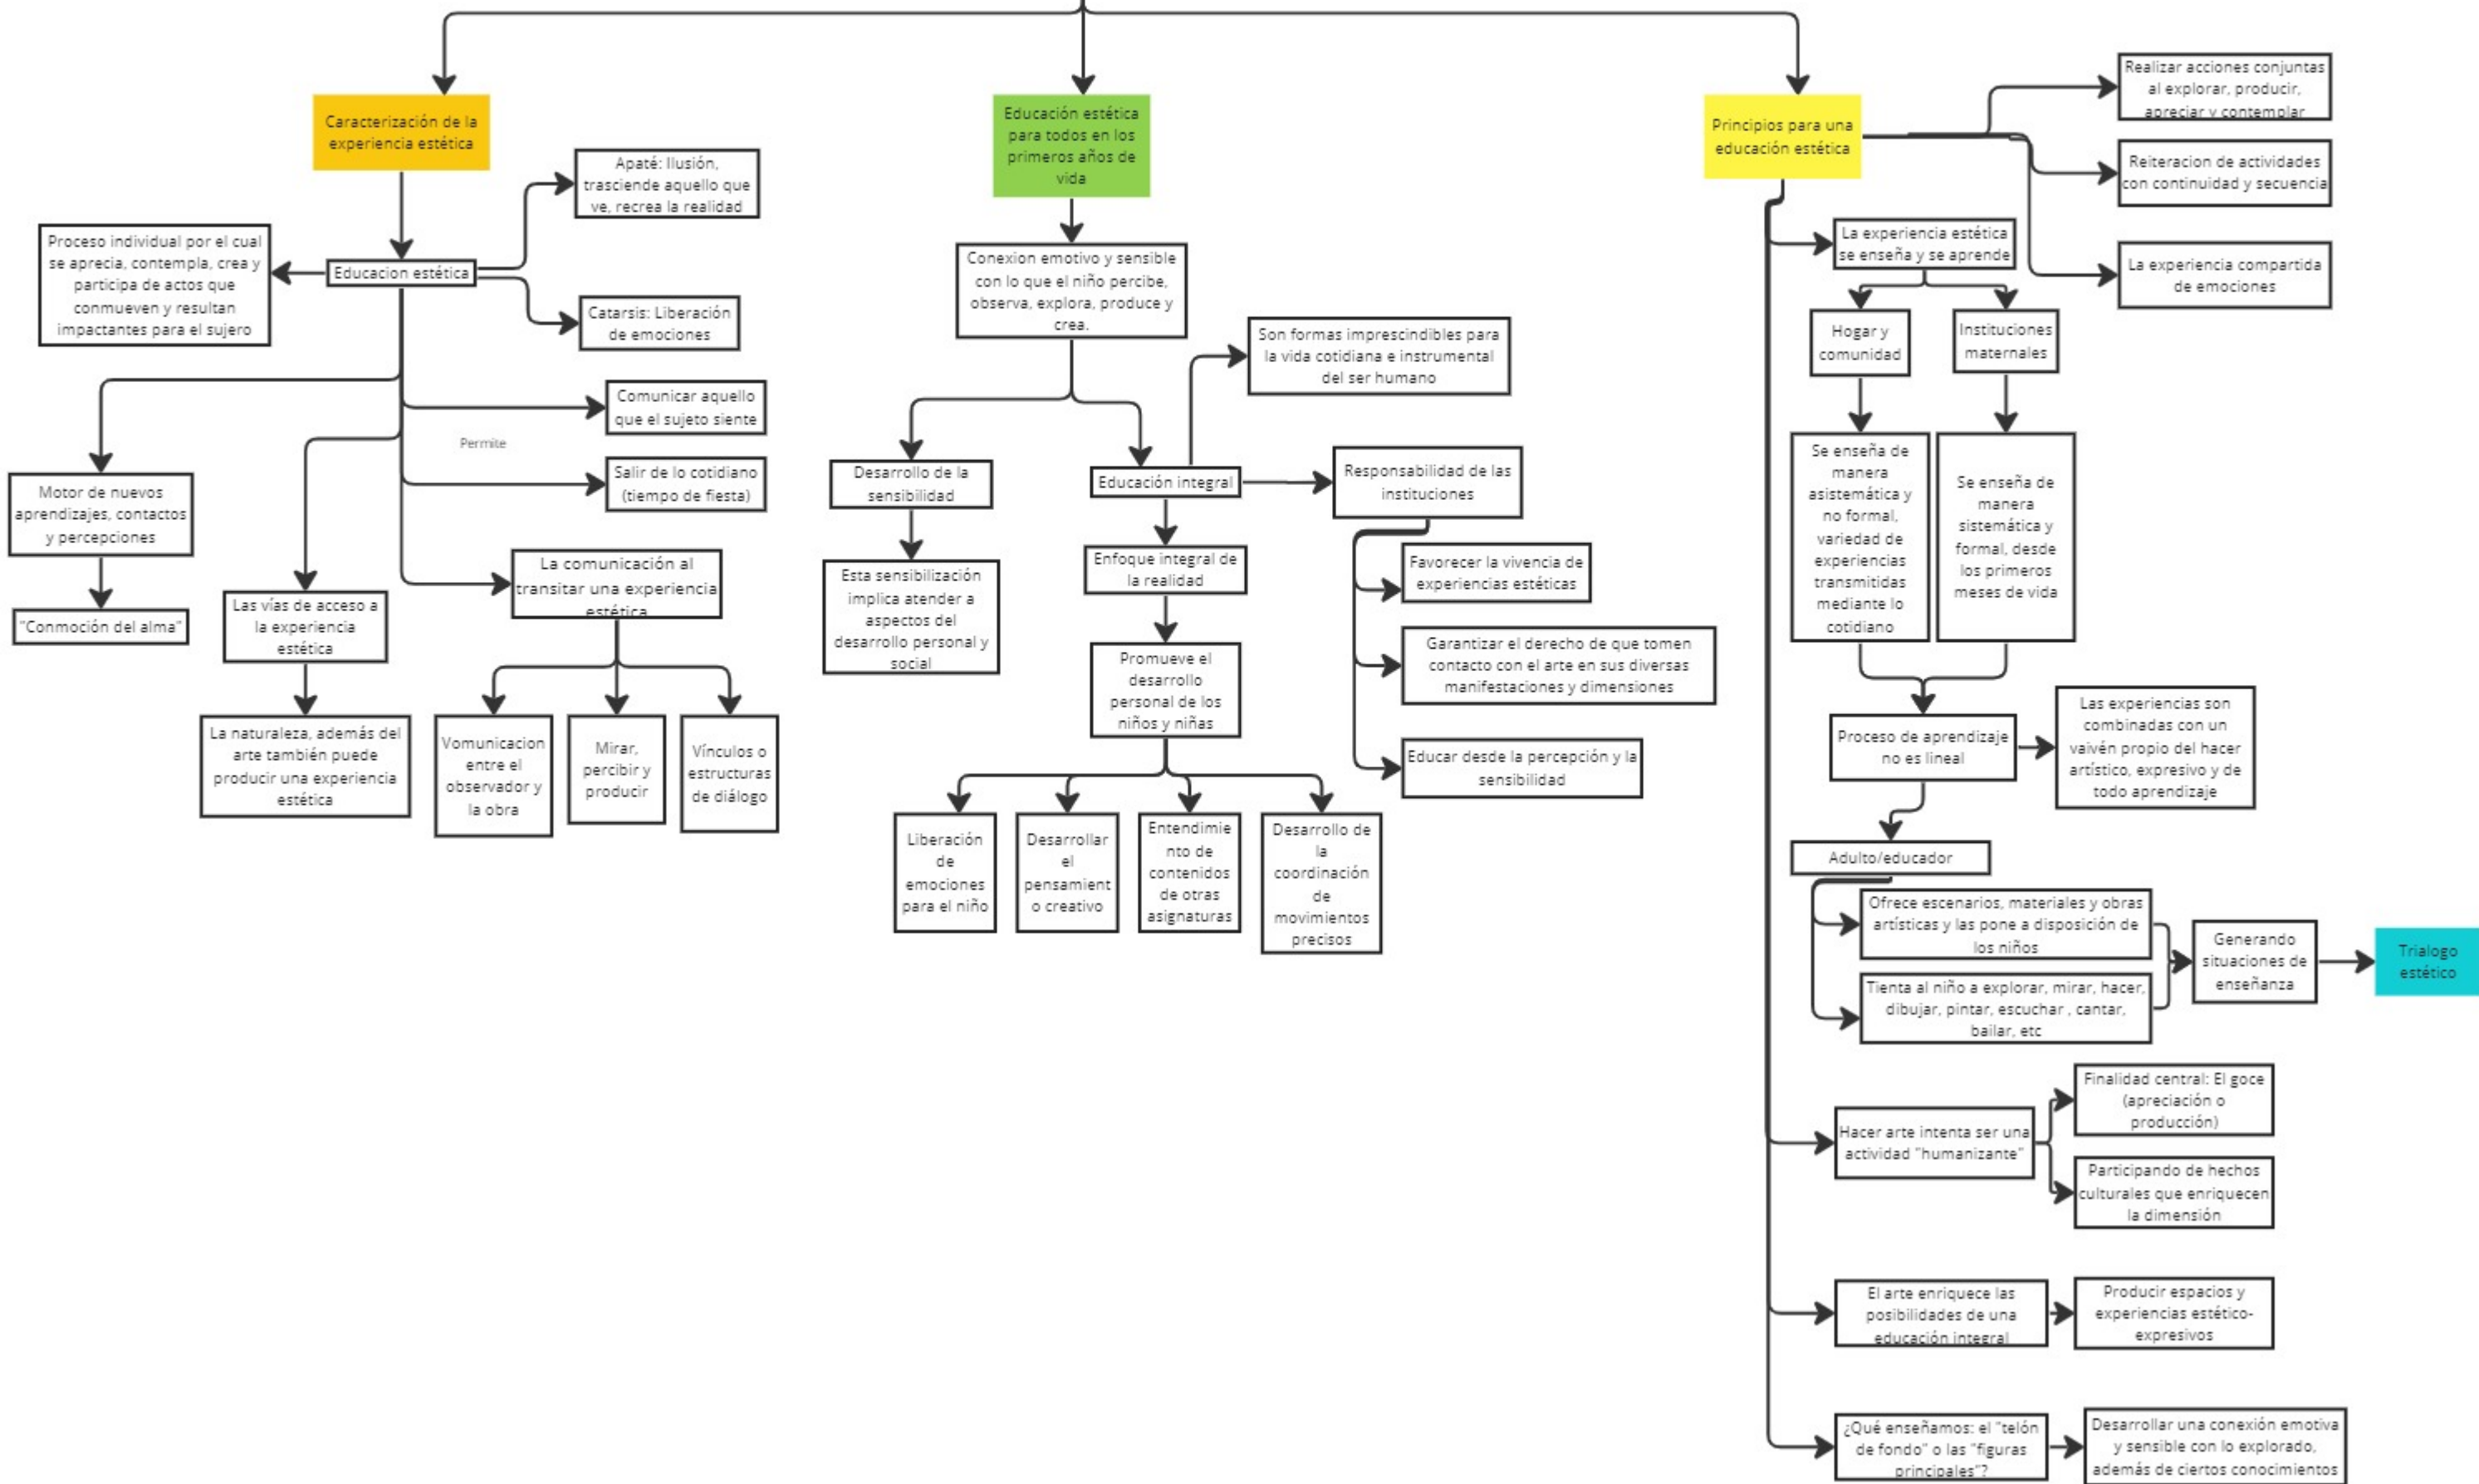 Caracterización de la
experiencia estética
Apaté: Ilusión,
trasciende aquello que
ve, recrea la realidad
Proceso individual por el cual
se aprecia, contempla, crea y
participa de actos que
conmueven y resultan
impactantes para el sujero
Educacion estética
Catarsis: Liberación
de emociones
Comunicar aquello
que el sujeto siente
Permite
Salir de lo cotidiano
(tiempo de fiesta)
Motor de nuevos
aprendizajes, contactos
y percepciones
"Conmoción del alma"
Las vías de acceso a
la experiencia
estética
La naturaleza, además del
arte también puede
producir una experiencia
estética
La comunicación al
transitar una experiencia
estética
Vomunicacion
entre el
observador y
la obra
Mirar,
percibir y
producir
Vínculos o
estructuras
de diálogo
Educación estética
para todos en los
primeros años de
vida
Conexion emotivo y sensible
con lo que el niño percibe,
observa, explora, produce y
crea.
Son formas imprescindibles para
la vida cotidiana e instrumental
del ser humano
Desarrollo de la
sensibilidad
Esta sensibilización
implica atender a
aspectos del
desarrollo personal y
social
Educación integral
Responsabilidad de las
instituciones
Enfoque integral de
la realidad
Favorecer la vivencia de
experiencias estéticas
Garantizar el derecho de que tomen
contacto con el arte en sus diversas
manifestaciones y dimensiones
Educar desde la percepción y la
sensibilidad
Promueve el
desarrollo
personal de los
niños y niñas
Liberación
de
emociones
para el niño
Desarrollar
el
pensamient
o creativo
Entendimie
nto de
contenidos
de otras
asignaturas
Desarrollo de
la
coordinación
de
movimientos
precisos
Principios para una
educación estética
Realizar acciones conjuntas
al explorar, producir,
apreciar y contemplar
Reiteracion de actividades
con continuidad y secuencia
La experiencia compartida
de emociones
La experiencia estética
se enseña y se aprende
Hogar y
comunidad
Instituciones
maternales
Se enseña de
manera
asistemática y
no formal,
variedad de
experiencias
transmitidas
mediante lo
cotidiano
Se enseña de
manera
sistemática y
formal, desde
los primeros
meses de vida
Proceso de aprendizaje
no es lineal
Las experiencias son
combinadas con un
vaivén propio del hacer
artístico, expresivo y de
todo aprendizaje
Adulto/educador
Ofrece escenarios, materiales y obras
artísticas y las pone a disposición de
los niños
Tienta al niño a explorar, mirar, hacer,
dibujar, pintar, escuchar , cantar,
bailar, etc
Generando
situaciones de
enseñanza
Trialogo
estético
Hacer arte intenta ser una
actividad "humanizante"
Finalidad central: El goce
(apreciación o
producción)
Participando de hechos
culturales que enriquecen
la dimensión
El arte enriquece las
posibilidades de una
educación integral
Producir espacios y
experiencias estético-
expresivos
¿Qué enseñamos: el "telón
de fondo" o las "figuras
principales"?
Desarrollar una conexión emotiva
y sensible con lo explorado,
además de ciertos conocimientos